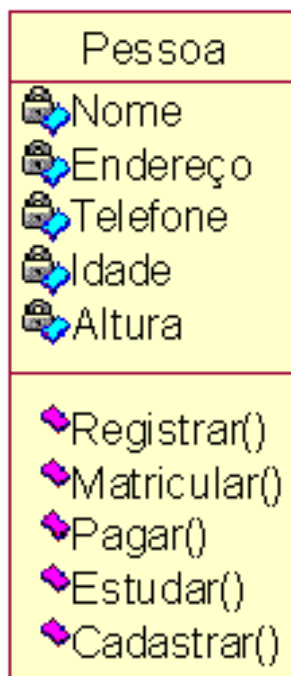 Pessoa
Nome
Endereço
Telefone
Idade
Altura
Registrar()
Matricular()
Pagar()
Estudar()
Cadastrar()